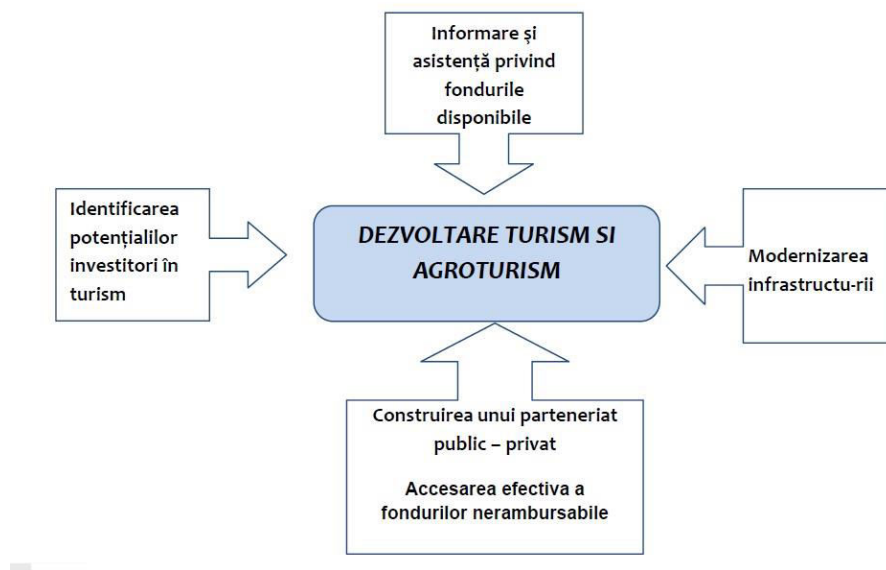 Informare şi
asistență privind
fondurile
disponibile
Identificarea
potențialilor
investitori în
turism
DEZVOLTARE TURISM SI
AGROTURISM
Modernizarea
infrastructu-rii
Construirea unui parteneriat
public – privat
Accesarea efectiva a
fondurilor nerambursabile